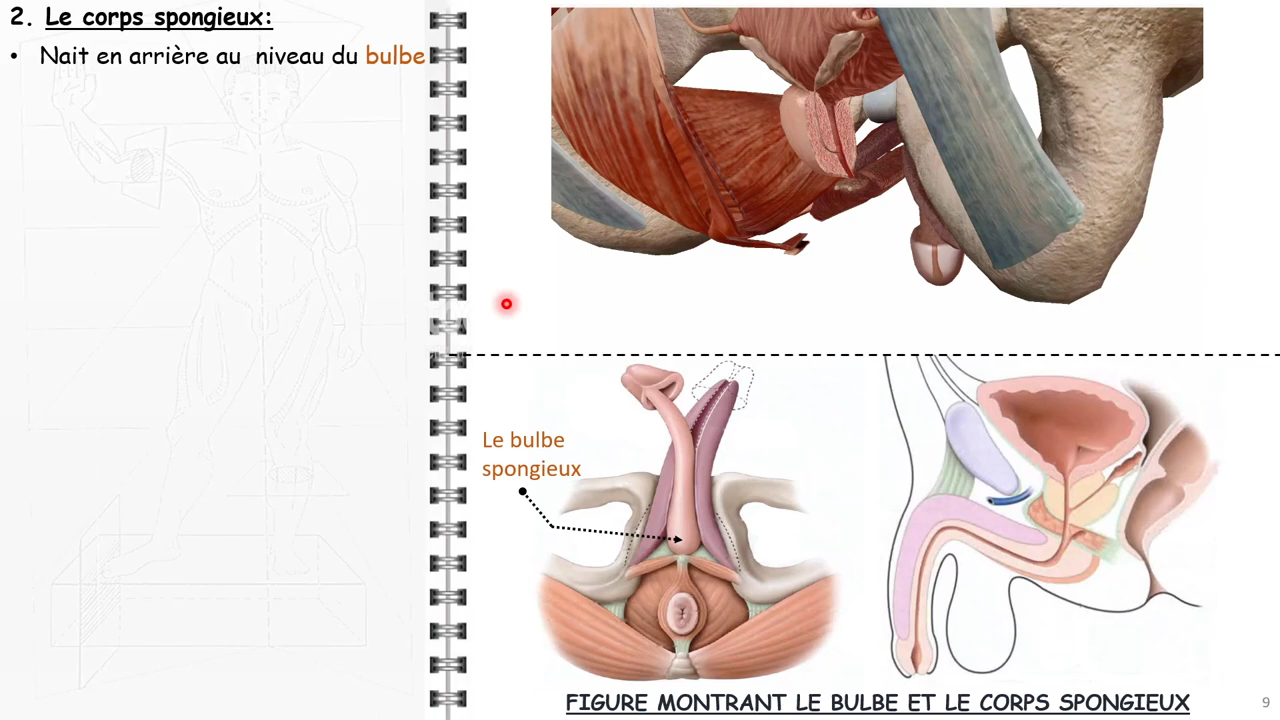 2. Le corps spongieux:
• Nait en arrière au niveau du bulbe
Le bulbe
spongieux
FIGURE MONTRANT LE BULBE ET LE CORPS SPONGIEUX
9